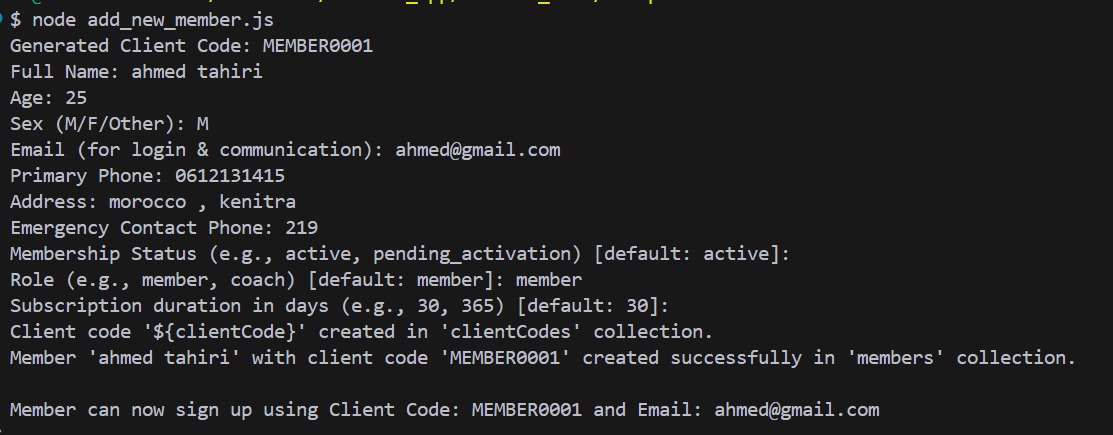 $ node add_new_member.js
Generated Client Code: MEMBER0001
Full Name: ahmed tahiri
Age: 25
Sex (M/F/Other): M
Email (for login & communication): ahmed@gmail.com
Primary Phone: 0612131415
Address: morocco , kenitra
Emergency Contact Phone: 219
Membership Status (e.g., active, pending_activation) [default: active]:
Role (e.g., member, coach) [default: member]: member
Subscription duration in days (e.g., 30, 365) [default: 30]:
Client code '${clientCode}' created in 'clientCodes' collection.
Member 'ahmed tahiri' with client code 'MEMBER0001' created successfully in 'members' collection.
Member can now sign up using Client Code: MEMBER0001 and Email: ahmed@gmail.com